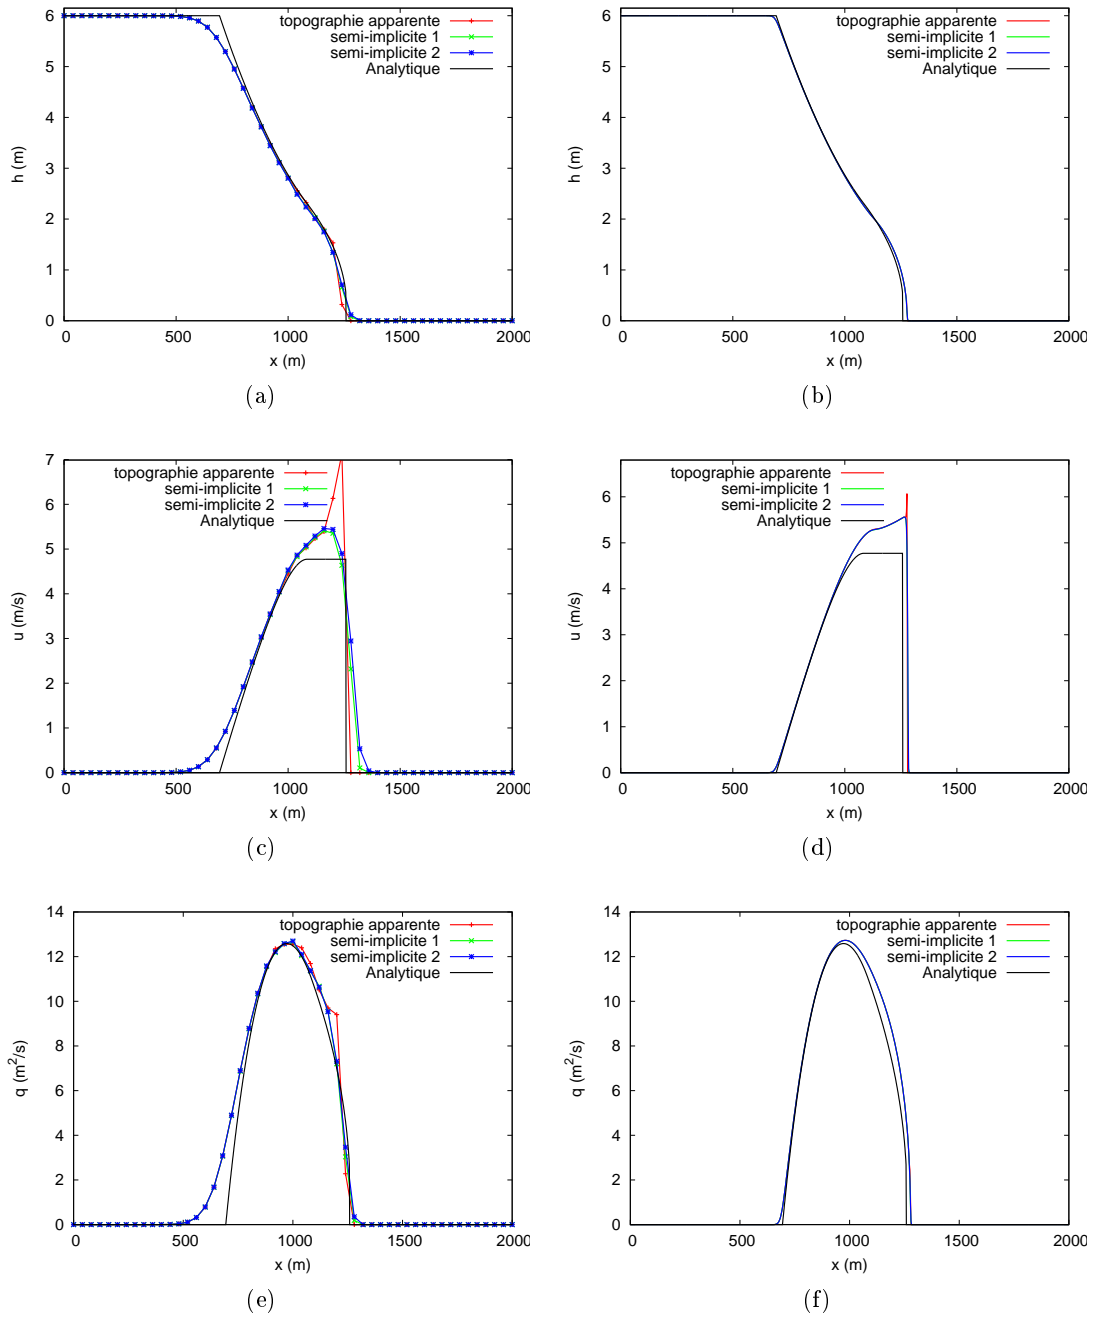 6
5
4
3
2
1
0
h (m)
0
500
1000
1500
2000
x (m)
topographie apparente
semi-implicite 1
semi-implicite 2
Analytique
(a)
6
5
4
3
2
1
0
h (m)
0
500
1000
1500
2000
x (m)
topographie apparente
semi-implicite 1
semi-implicite 2
Analytique
(b)
7
6
5
4
3
2
1
0
u (m/s)
0
500
1000
1500
2000
x (m)
topographie apparente
semi-implicite 1
semi-implicite 2
Analytique
(c)
6
5
4
3
2
1
0
u (m/s)
0
500
1000
1500
2000
x (m)
topographie apparente
semi-implicite 1
semi-implicite 2
Analytique
(d)
14
12
10
8
6
4
2
0
q (m²/s)
0
500
1000
1500
2000
x (m)
topographie apparente
semi-implicite 1
semi-implicite 2
Analytique
(e)
14
12
10
8
6
4
2
0
q (m²/s)
0
500
1000
1500
2000
x (m)
topographie apparente
semi-implicite 1
semi-implicite 2
Analytique
(f)